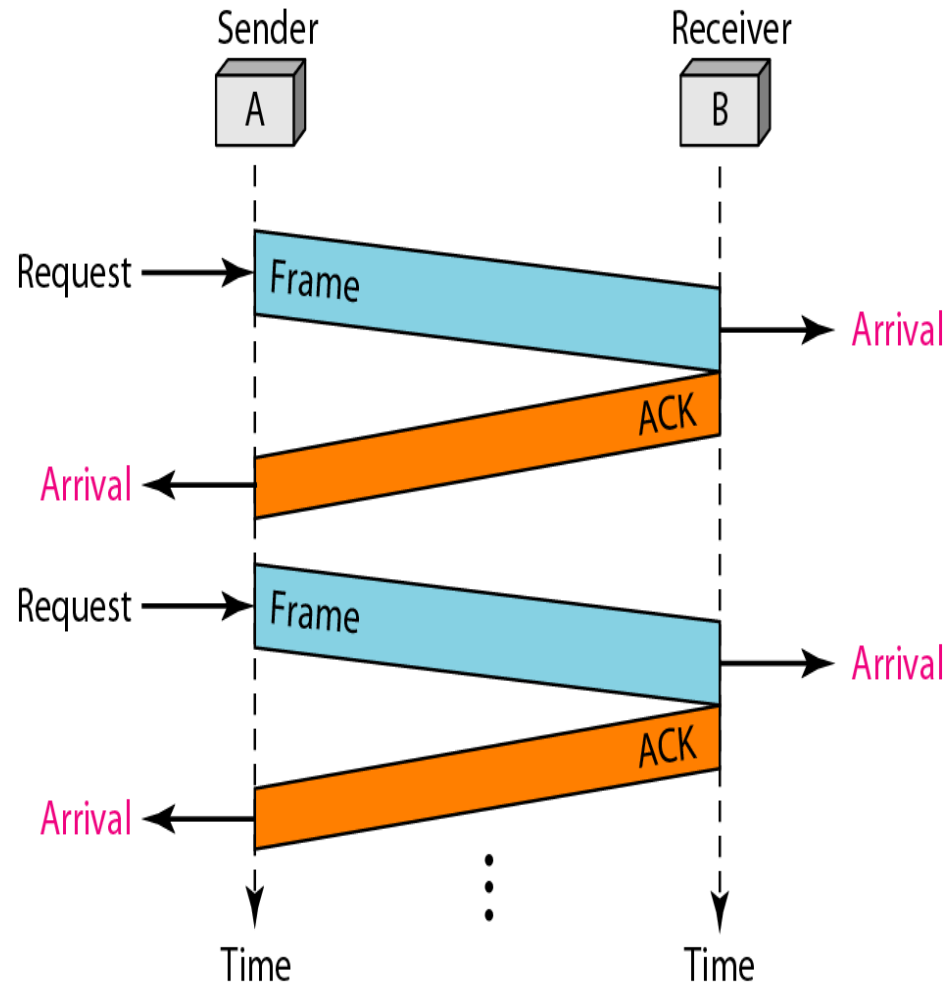 Sender
Receiver
A
B
Request
Frame
Arrival
ACK
Arrival
Request
Frame
Arrival
ACK
Arrival
Time
Time